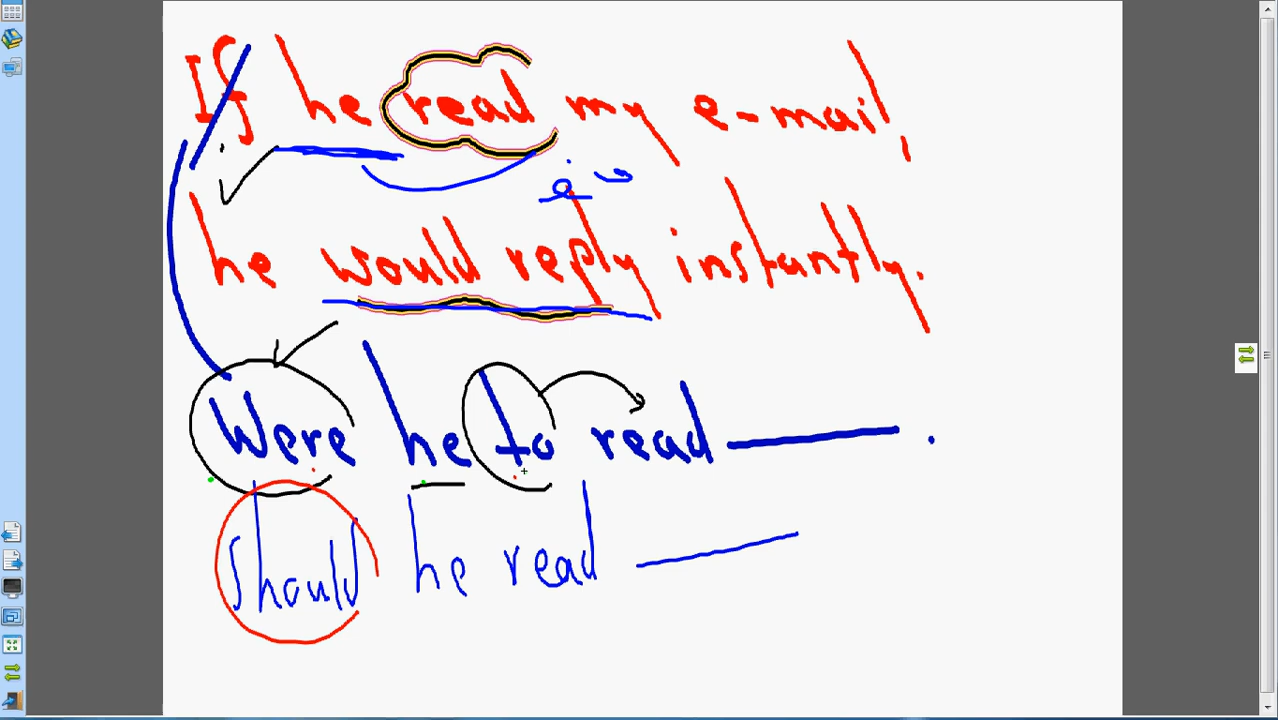 If he read my e-mail,
he would reply instantly.
Were he to read ———.
Should he read ———